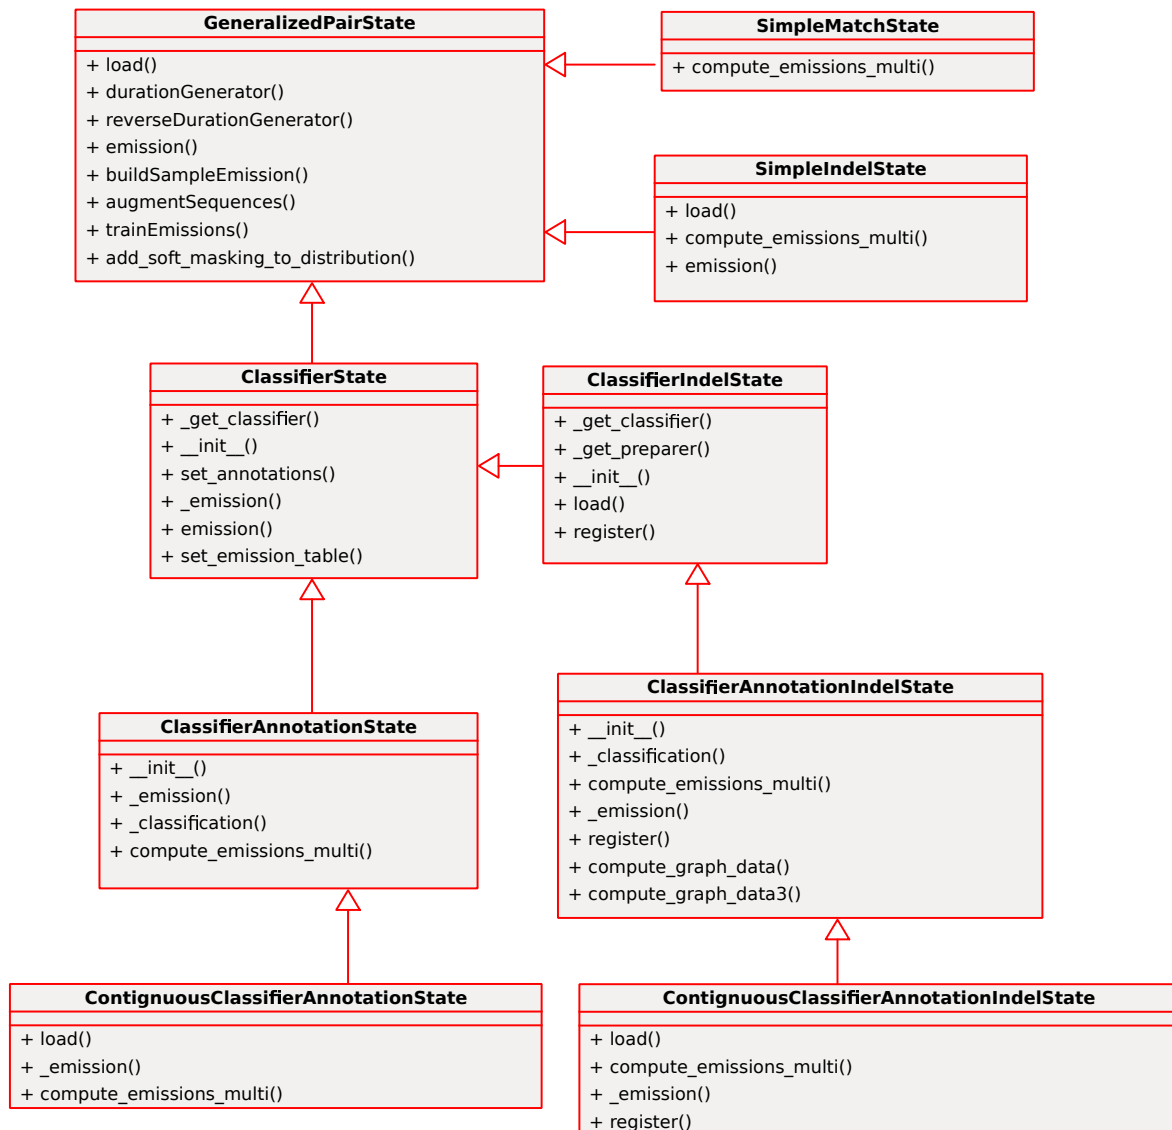 GeneralizedPairState
+ load()
+ durationGenerator()
+ reverseDurationGenerator()
+ emission()
+ buildSampleEmission()
+ augmentSequences()
+ trainEmissions()
+ add_soft_masking_to_distribution()
SimpleMatchState
+ compute_emissions_multi()
SimpleIndelState
+ load()
+ compute_emissions_multi()
+ emission()
ClassifierState
+ _get_classifier()
+ __init__()
+ set_annotations()
+ _emission()
+ emission()
+ set_emission_table()
ClassifierIndelState
+ _get_classifier()
+ _get_preparer()
+ __init__()
+ load()
+ register()
ClassifierAnnotationState
+ __init__()
+ _emission()
+ _classification()
+ compute_emissions_multi()
ClassifierAnnotationIndelState
+ __init__()
+ _classification()
+ compute_emissions_multi()
+ _emission()
+ register()
+ compute_graph_data()
+ compute_graph_data3()
ContignuousClassifierAnnotationState
+ load()
+ _emission()
+ compute_emissions_multi()
ContignuousClassifierAnnotationIndelState
+ load()
+ compute_emissions_multi()
+ _emission()
+ register()